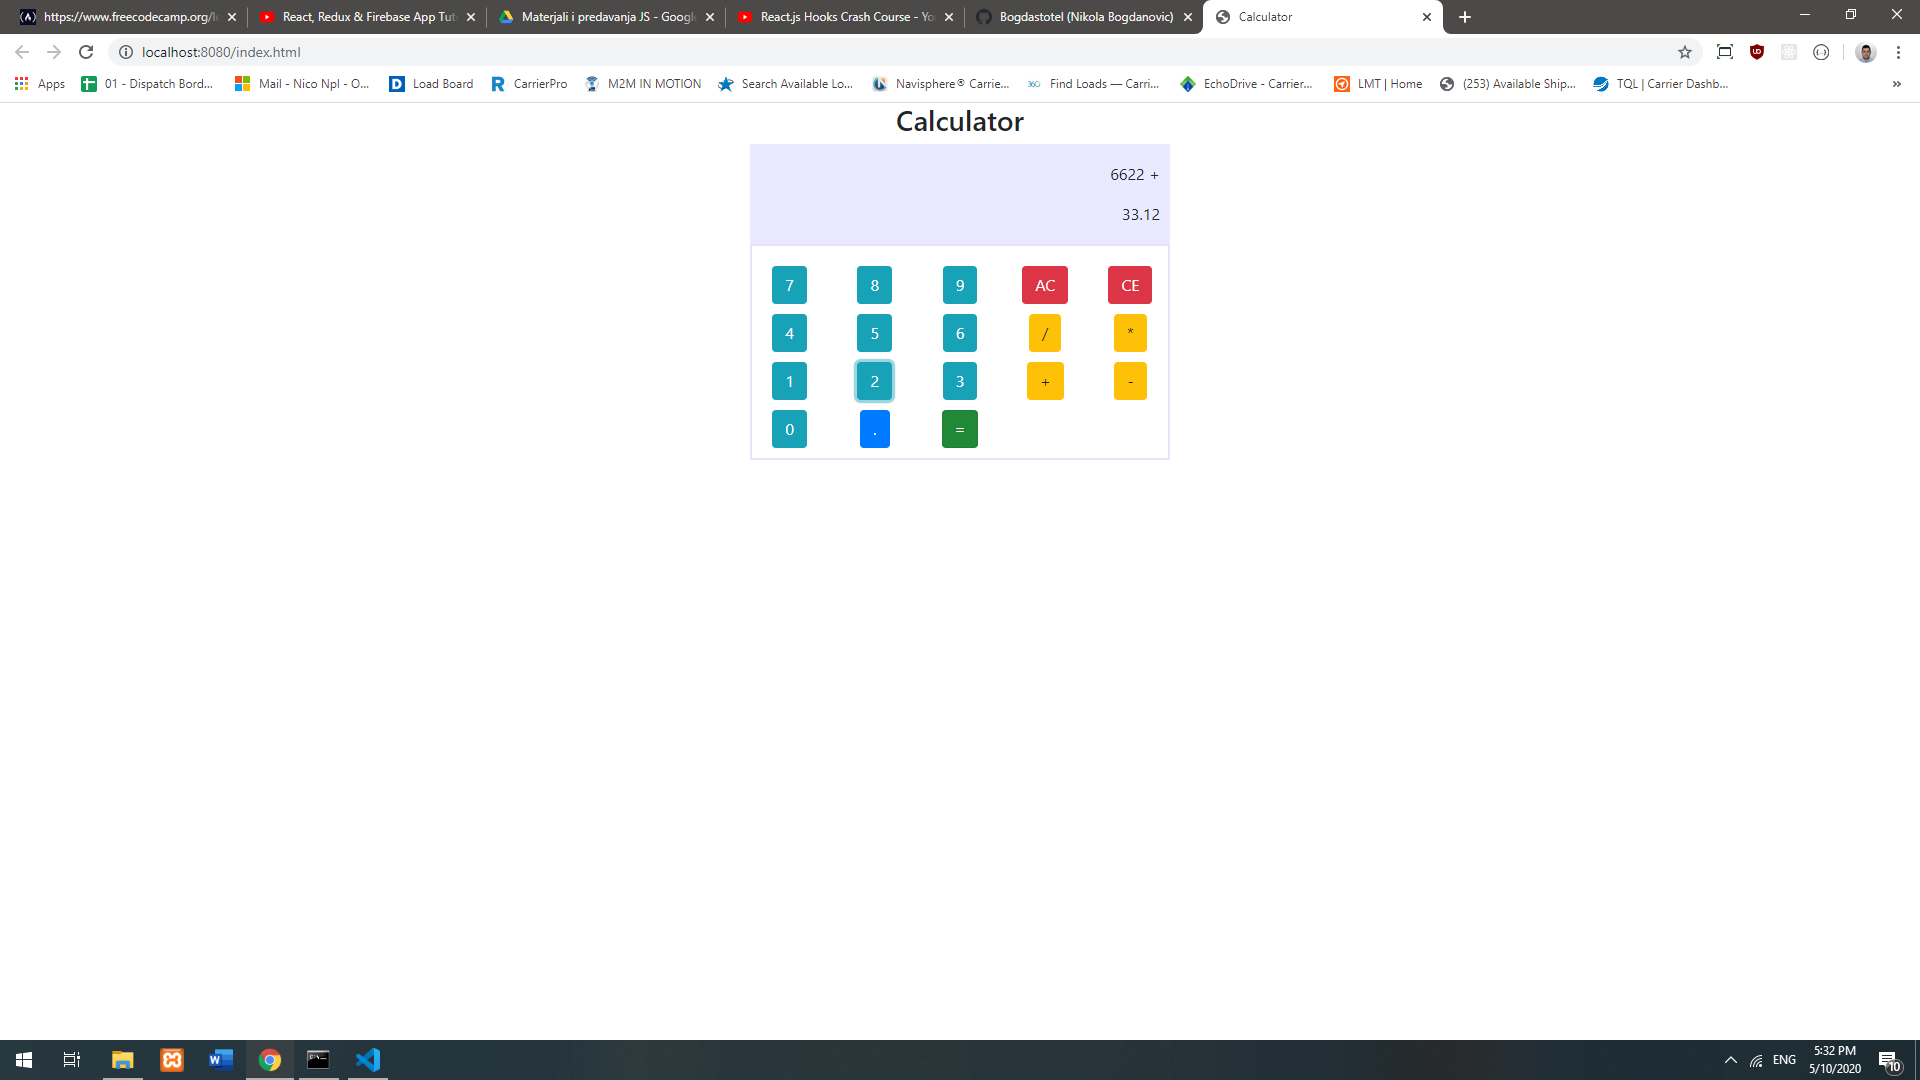 https://www.freecodecamp.org/le
React, Redux & Firebase App Tut
Materjali i predavanja JS - Google
React.js Hooks Crash Course - You
Bogdastotel (Nikola Bogdanovic)
Calculator
localhost:8080/index.html
Apps
01 - Dispatch Bord...
Mail - Nico Npl - O...
Load Board
CarrierPro
M2M IN MOTION
Search Available Lo...
Navisphere® Carrie...
360 Find Loads — Carri...
EchoDrive - Carrier...
LMT | Home
(253) Available Ship...
TQL | Carrier Dashb...
»
Calculator
6622 +
33.12
7 8 9 AC CE
4 5 6 / *
1 2 3 + -
0 . =
ENG
5:32 PM
5/10/2020
10